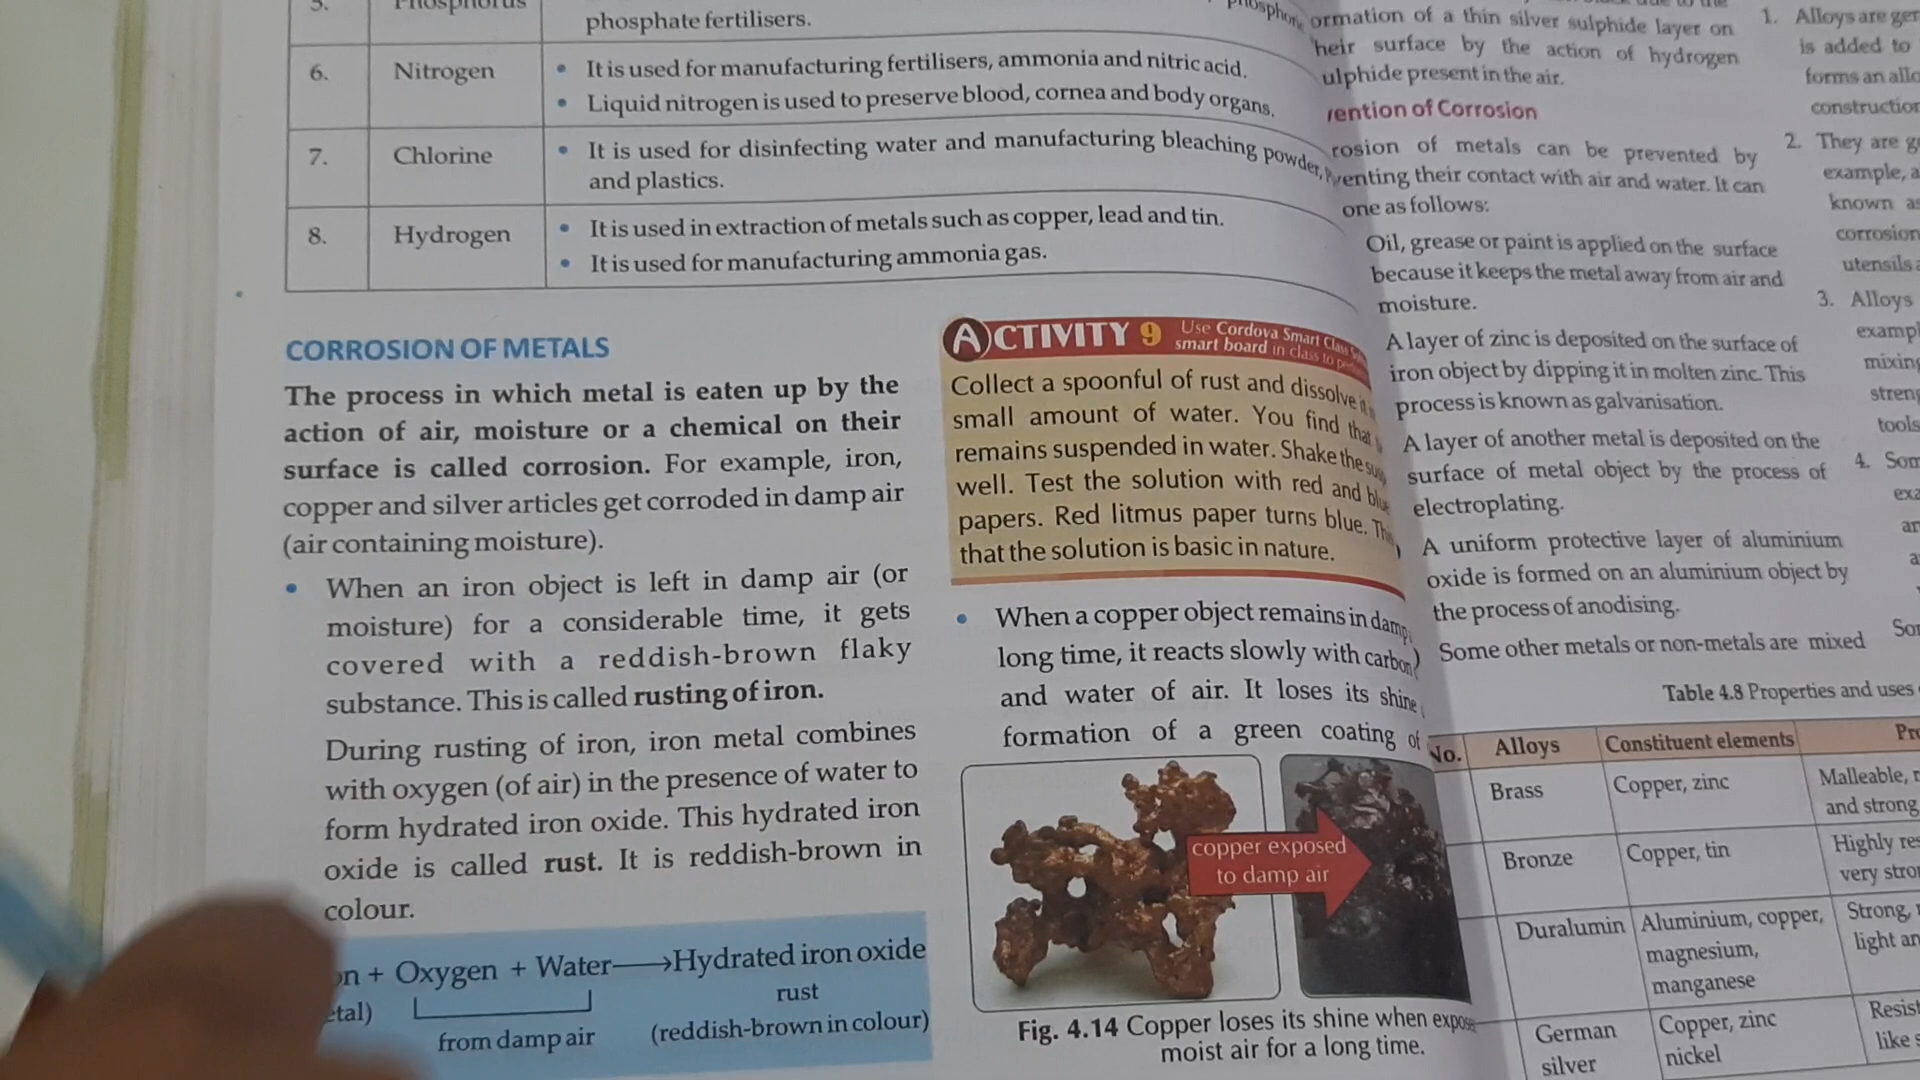 5. Phosphorus
phosphate fertilisers.
6. Nitrogen
• It is used for manufacturing fertilisers, ammonia and nitric acid.
• Liquid nitrogen is used to preserve blood, cornea and body organs.
7. Chlorine
• It is used for disinfecting water and manufacturing bleaching powder,
and plastics.
8. Hydrogen
• It is used in extraction of metals such as copper, lead and tin.
• It is used for manufacturing ammonia gas.
CORROSION OF METALS
The process in which metal is eaten up by the
action of air, moisture or a chemical on their
surface is called corrosion. For example, iron,
copper and silver articles get corroded in damp air
(air containing moisture).
• When an iron object is left in damp air (or
moisture) for a considerable time, it gets
covered with a reddish-brown flaky
substance. This is called rusting of iron.
During rusting of iron, iron metal combines
with oxygen (of air) in the presence of water to
form hydrated iron oxide. This hydrated iron
oxide is called rust. It is reddish-brown in
colour.
+ Oxygen + Water ⟶ Hydrated iron oxide
rust
from damp air
(reddish-brown in colour)
ACTIVITY 9
Use Cordova Smart Class
smart board in class to
Collect a spoonful of rust and dissolve it
small amount of water. You find that
remains suspended in water. Shake the
well. Test the solution with red and
papers. Red litmus paper turns blue.
that the solution is basic in nature.
• When a copper object remains in damp
long time, it reacts slowly with carbon
and water of air. It loses its shine
formation of a green coating of
copper exposed
to damp air
Fig. 4.14 Copper loses its shine when
moist air for a long time.
of a thin silver sulphide layer on
surface by the action of hydrogen
present in the air.
of Corrosion
of metals can be prevented by
their contact with air and water. It can
as follows:
Oil, grease or paint is applied on the surface
because it keeps the metal away from air and
moisture.
A layer of zinc is deposited on the surface of
iron object by dipping it in molten zinc. This
process is known as galvanisation.
A layer of another metal is deposited on the
surface of metal object by the process of
electroplating.
A uniform protective layer of aluminium
oxide is formed on an aluminium object by
the process of anodising.
Some other metals or non-metals are mixed
1. Alloys are
is added to
forms an
2. They are
example,
known
corrosion
utensils
3. Alloys
tools
4.
Table 4.8 Properties and uses
No. Alloys Constituent elements
Brass Copper, zinc Malleable,
and strong
Bronze Copper, tin Highly
very
Duralumin Aluminium, copper, Strong,
magnesium, light
manganese
German Copper, zinc
silver nickel like